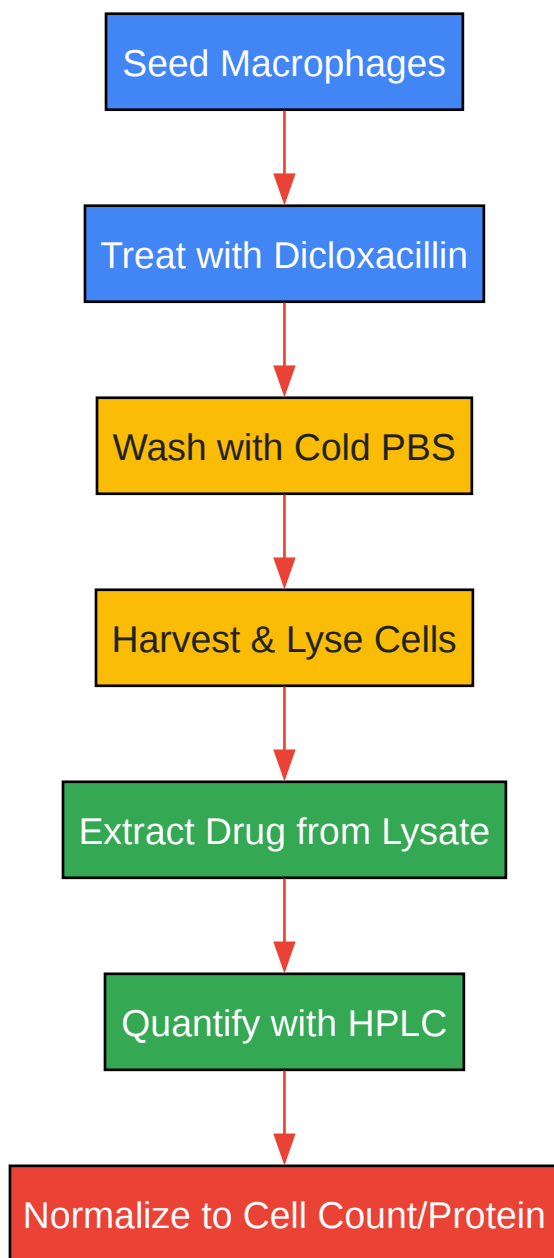 Seed Macrophages
Treat with Dicloxacillin
Wash with Cold PBS
Harvest & Lyse Cells
Extract Drug from Lysate
Quantify with HPLC
Normalize to Cell Count/Protein